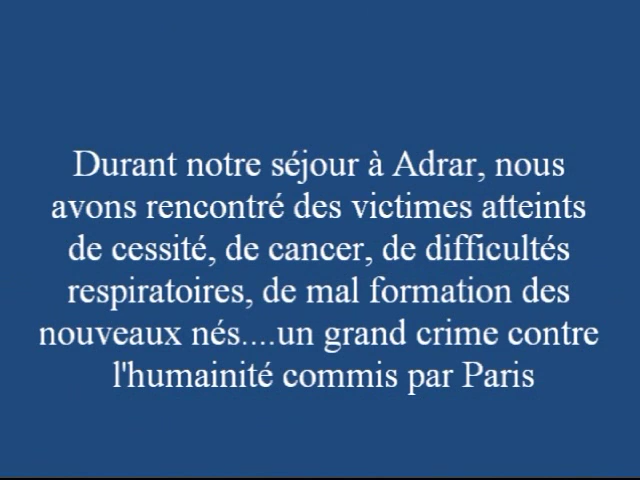 Durant notre séjour à Adrar, nous
avons rencontré des victimes atteints
de cessité, de cancer, de difficultés
respiratoires, de mal formation des
nouveaux nés....un grand crime contre
l'humainité commis par Paris